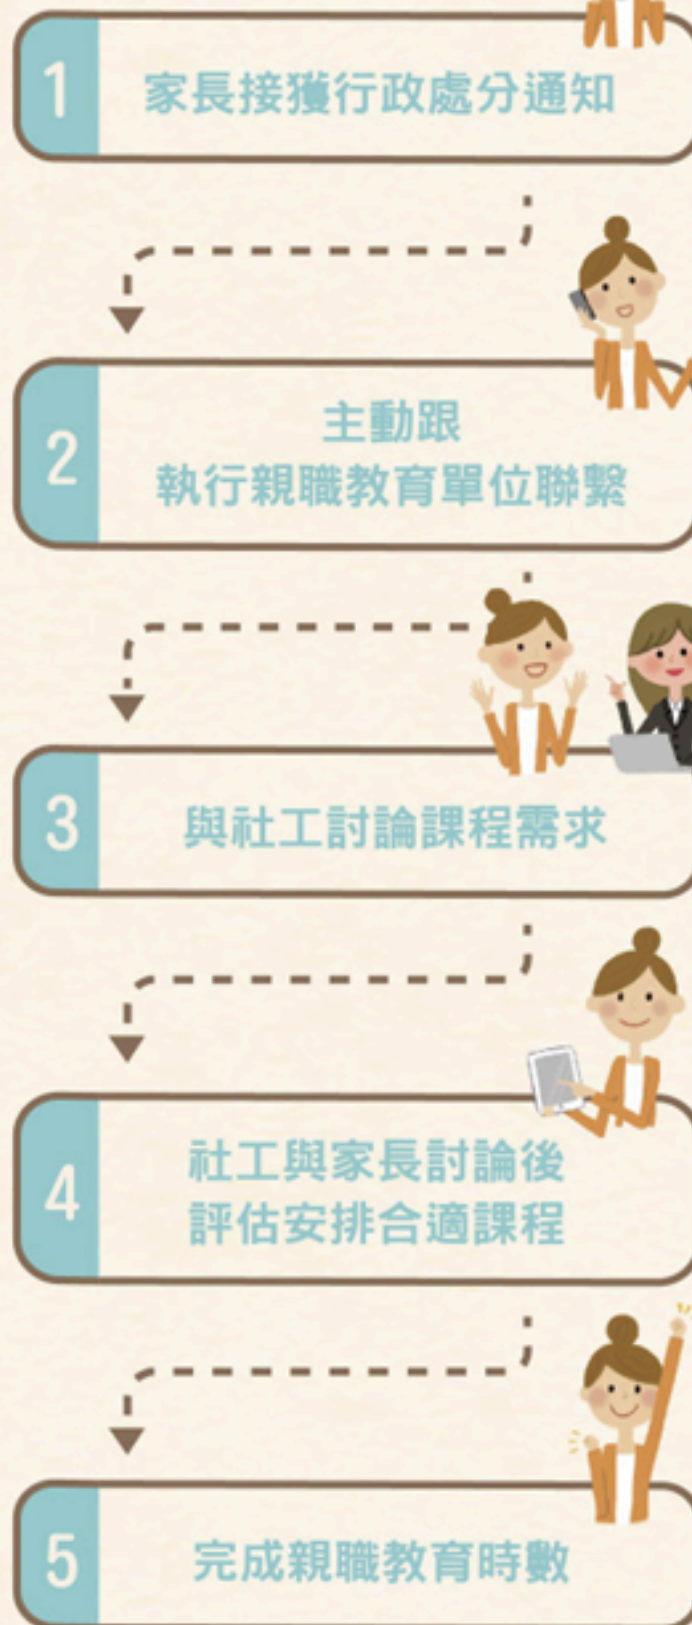 1
家長接獲行政處分通知
2
主動跟
執行親職教育單位聯繫
3
與社工討論課程需求
4
社工與家長討論後
評估安排合適課程
5
完成親職教育時數